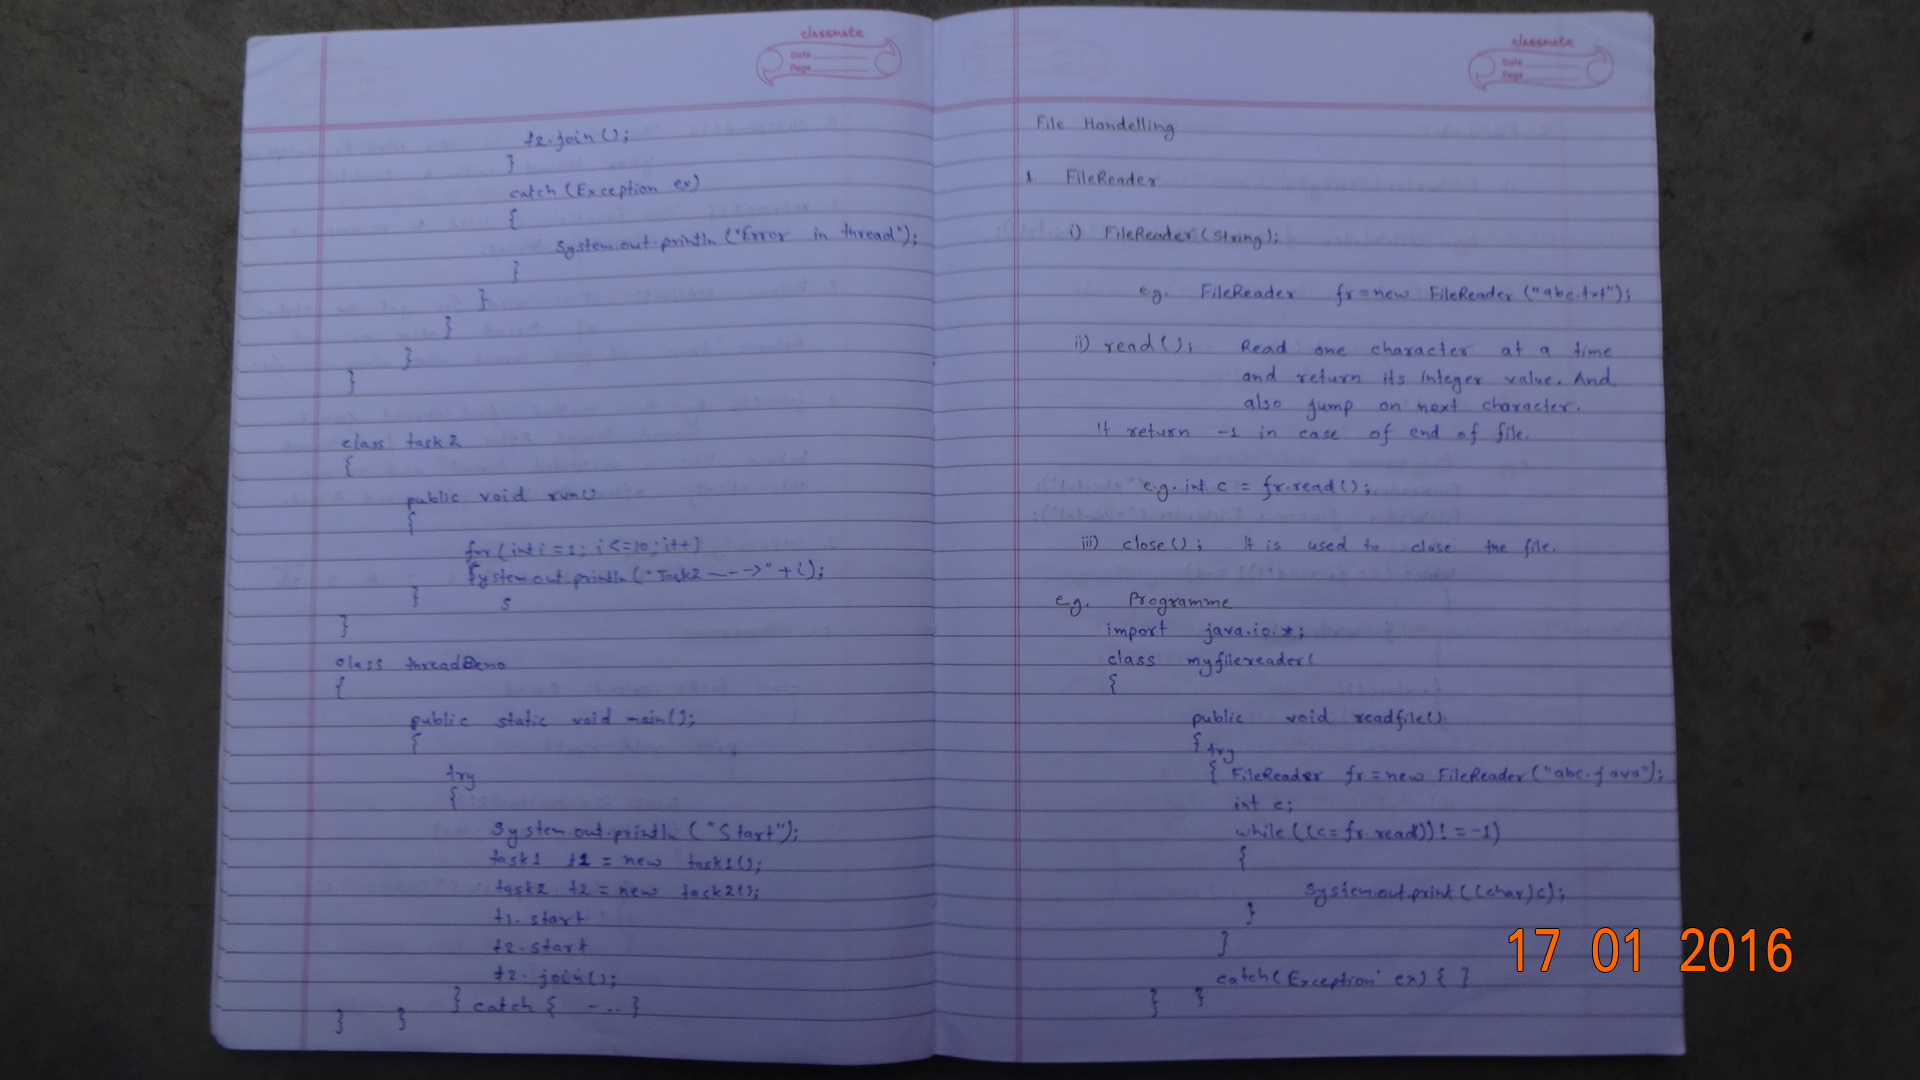 classmate
Date
Page
t2.join();
}
catch (Exception ex)
{
System.out.println ("Error in thread");
}
}
}
}
}
class task2
{
public void run()
{
for (int i = 1; i <= 10; i++)
System.out.println ("Task2 ---->" + i);
}
s
}
class threadDemo
{
public static void main();
{
try
{
System.out.println ("Start");
task1 t1 = new task1();
task2 t2 = new task2();
t1. start
t2. start
t2. join();
} catch { - .. }
} }
classmate
Date
Page
File Handelling
1. FileReader
i) FileReader (String);
e.g. FileReader fr = new FileReader ("abc.txt");
ii) read (); Read one character at a time
and return its integer value. And
also jump on next character.
It return -1 in case of end of file.
e.g. int c = fr.read ();
iii) close (); It is used to close the file.
e.g. Programme
import java.io.*;
class myfilereader(
{
public void readfile()
{ try
{ FileReader fr = new FileReader ("abc.java");
int c;
while ((c = fr.read()) != -1)
{
System.out.print ((char)c);
}
}
catch (Exception ex) { }
} }
17 01 2016